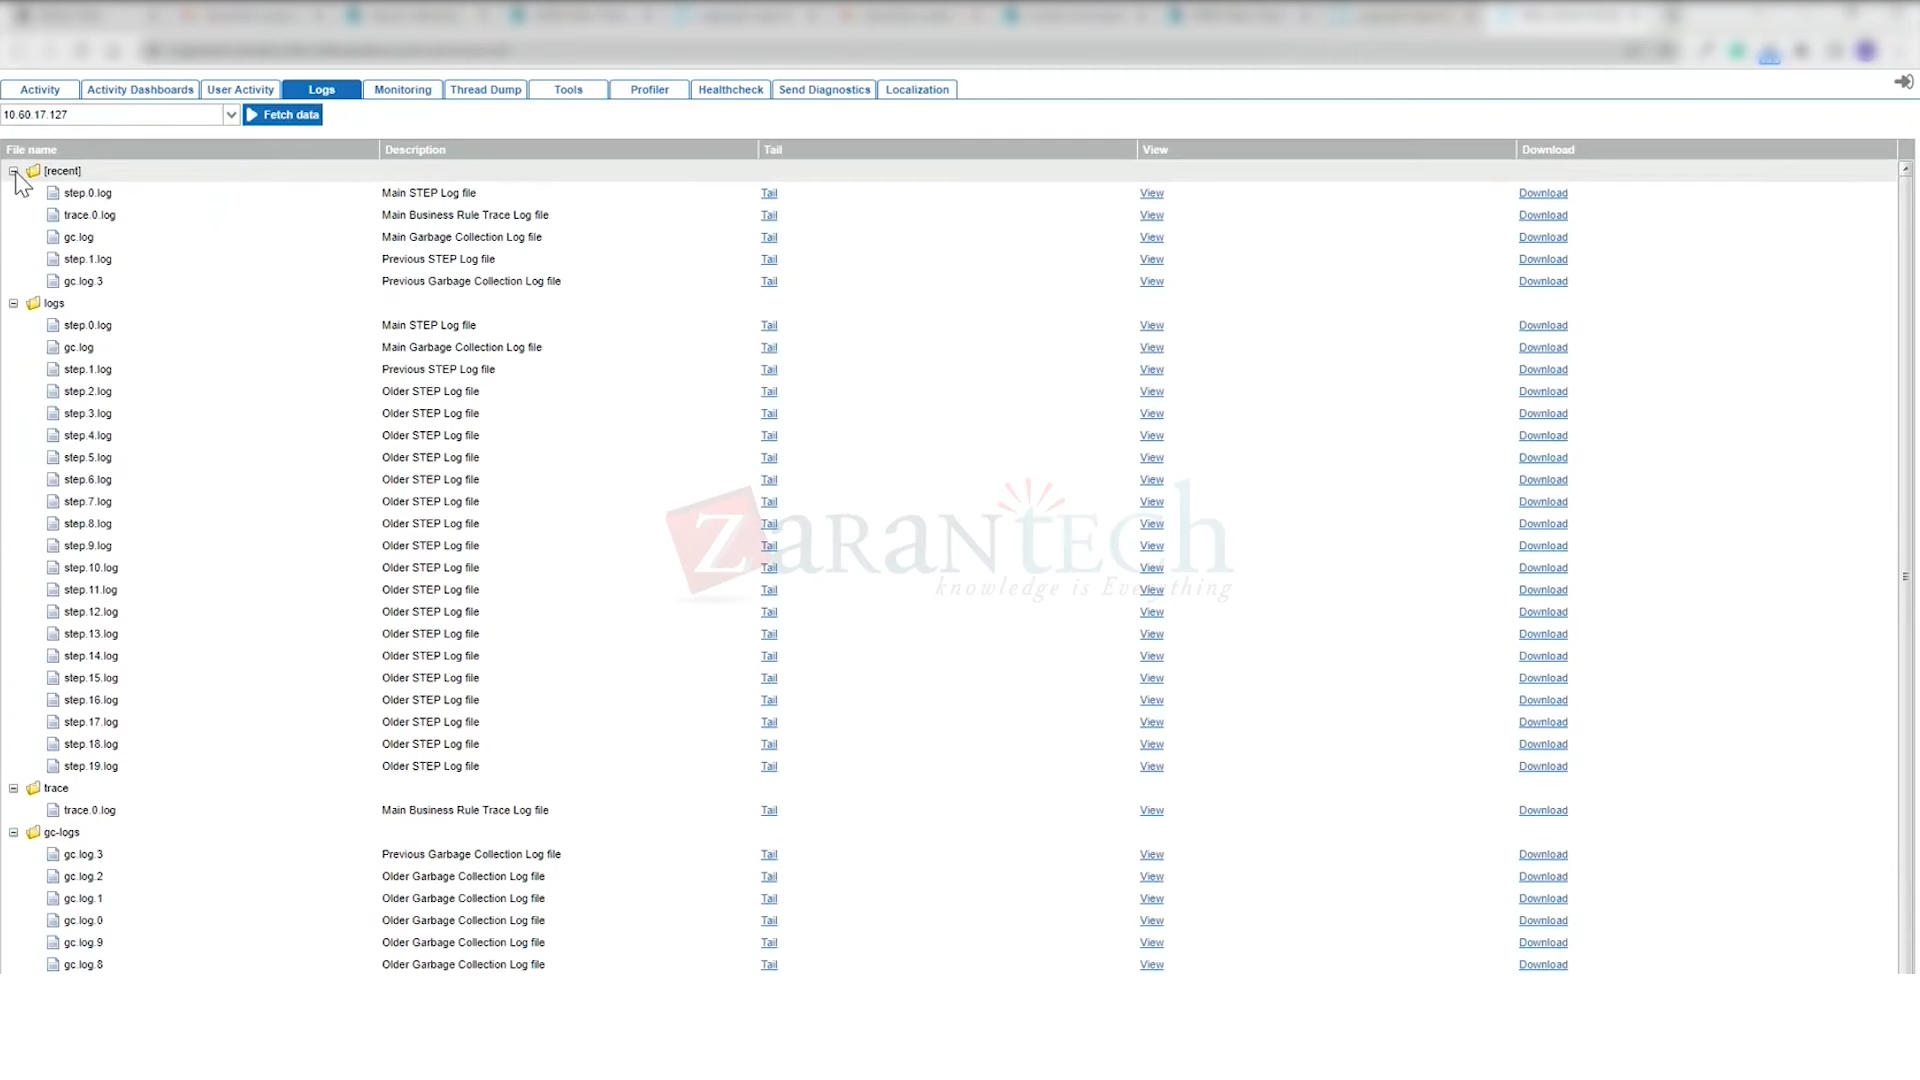 Activity Activity Dashboards User Activity Logs Monitoring Thread Dump Tools Profiler Healthcheck Send Diagnostics Localization
10.60.17.127 Fetch data
File name Description Tail View Download
[recent]
step.0.log Main STEP Log file Tail View Download
trace.0.log Main Business Rule Trace Log file Tail View Download
gc.log Main Garbage Collection Log file Tail View Download
step.1.log Previous STEP Log file Tail View Download
gc.log.3 Previous Garbage Collection Log file Tail View Download
logs
step.0.log Main STEP Log file Tail View Download
gc.log Main Garbage Collection Log file Tail View Download
step.1.log Previous STEP Log file Tail View Download
step.2.log Older STEP Log file Tail View Download
step.3.log Older STEP Log file Tail View Download
step.4.log Older STEP Log file Tail View Download
step.5.log Older STEP Log file Tail View Download
step.6.log Older STEP Log file Tail View Download
step.7.log Older STEP Log file Tail View Download
step.8.log Older STEP Log file Tail View Download
step.9.log Older STEP Log file Tail View Download
step.10.log Older STEP Log file Tail View Download
step.11.log Older STEP Log file Tail View Download
step.12.log Older STEP Log file Tail View Download
step.13.log Older STEP Log file Tail View Download
step.14.log Older STEP Log file Tail View Download
step.15.log Older STEP Log file Tail View Download
step.16.log Older STEP Log file Tail View Download
step.17.log Older STEP Log file Tail View Download
step.18.log Older STEP Log file Tail View Download
step.19.log Older STEP Log file Tail View Download
trace
trace.0.log Main Business Rule Trace Log file Tail View Download
gc-logs
gc.log.3 Previous Garbage Collection Log file Tail View Download
gc.log.2 Older Garbage Collection Log file Tail View Download
gc.log.1 Older Garbage Collection Log file Tail View Download
gc.log.0 Older Garbage Collection Log file Tail View Download
gc.log.9 Older Garbage Collection Log file Tail View Download
gc.log.8 Older Garbage Collection Log file Tail View Download
ZaranTech
knowledge is Everything